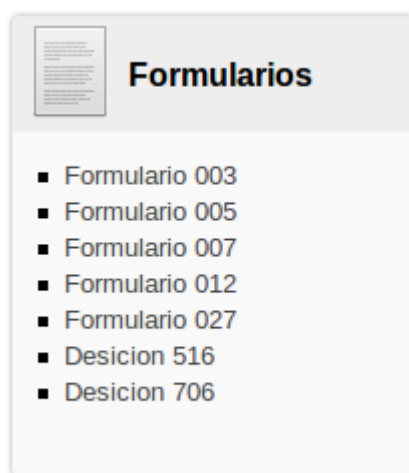 Formularios
Formulario 003
Formulario 005
Formulario 007
Formulario 012
Formulario 027
Desicion 516
Desicion 706